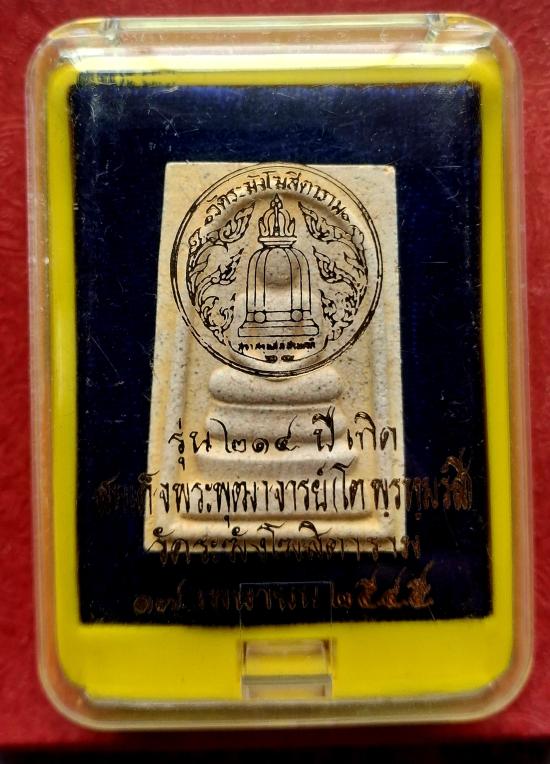 วัดระฆังโฆสิตาราม
รุ่น ๒๑๔ ปี เกิด
สมเด็จพระพุฒาจารย์(โต พฺรหฺมรํสี)
วัดระฆังโฆสิตาราม
๑๗ เมษายน ๒๕๔๕